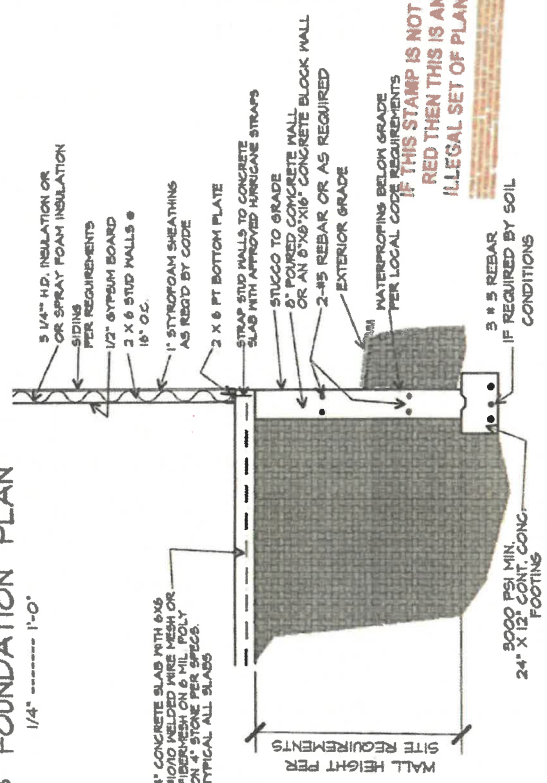 FOUNDATION PLAN
1/4" ------- 1'-0"
5 1/4" H.D. INSULATION OR
OR SPRAY FOAM INSULATION
SIDING
PER REQUIREMENTS
1/2" GYPSUM BOARD
2 X 6 STUD WALLS @
16" O.C.
1" STYROFOAM SHEATHING
AS REQ'D BY CODE
2 X 6 PT BOTTOM PLATE
STRAP STUD WALLS TO CONCRETE
SLAB WITH APPROVED HURRICANE STRAPS
STUCCO TO GRADE
8" POURED COMCRETE WALL
OR AN 8"X8"X16" CONCRETE BLOCK WALL
2-#5 REBAR OR AS REQUIRED
EXTERIOR GRADE
WATERPROFING BELOW GRADE
PER LOCAL CODE REQUIREMENTS
IF THIS STAMP IS NOT
RED THEN THIS IS AN
ILLEGAL SET OF PLAN
3 # 5 REBAR
IF REQUIRED BY SOIL
CONDITIONS
3000 PSI MIN.
24" X 12" CONT. CONC.
FOOTING
" CONCRETE SLAB WITH 6X6
10/10 WELDED WIRE MESH OR
FIBERMESH ON 6 MIL POLY
ON 4" STONE PER SPECS.
TYPICAL ALL SLABS
WALL HEIGHT PER
SITE REQUIREMENTS